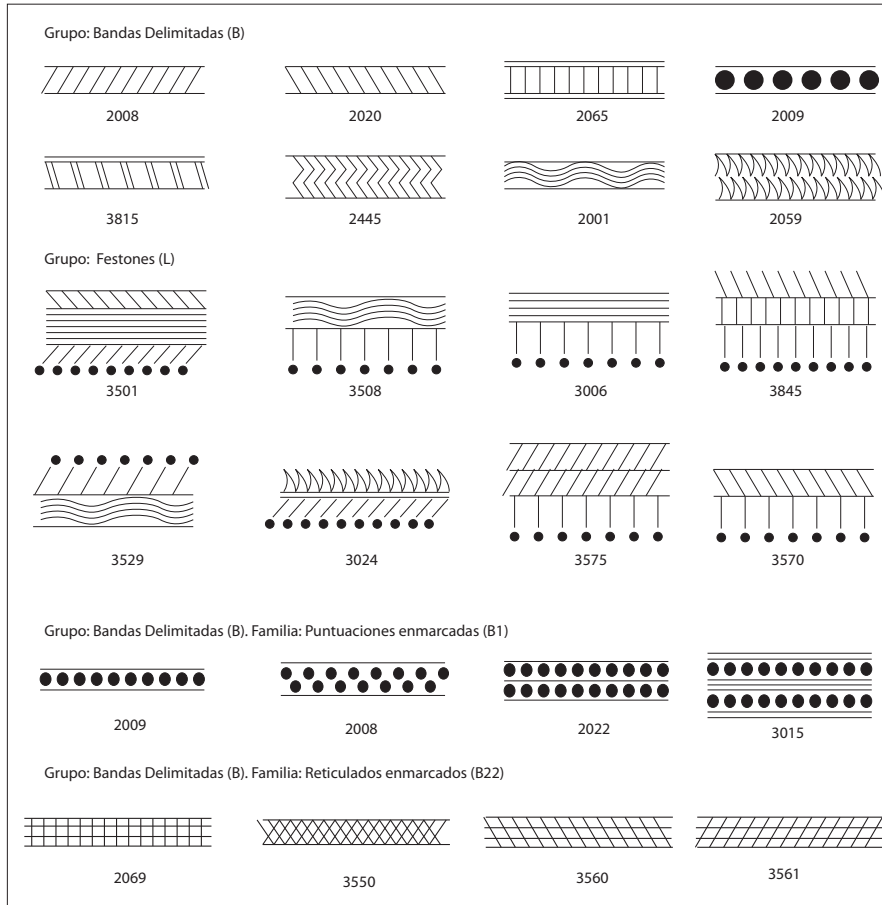 Grupo: Bandas Delimitadas (B)
2008 2020 2065 2009
3815 2445 2001 2059
Grupo: Festones (L)
3501 3508 3006 3845
3529 3024 3575 3570
Grupo: Bandas Delimitadas (B). Familia: Puntuaciones enmarcadas (B1)
2009 2008 2022 3015
Grupo: Bandas Delimitadas (B). Familia: Reticulados enmarcados (B22)
2069 3550 3560 3561